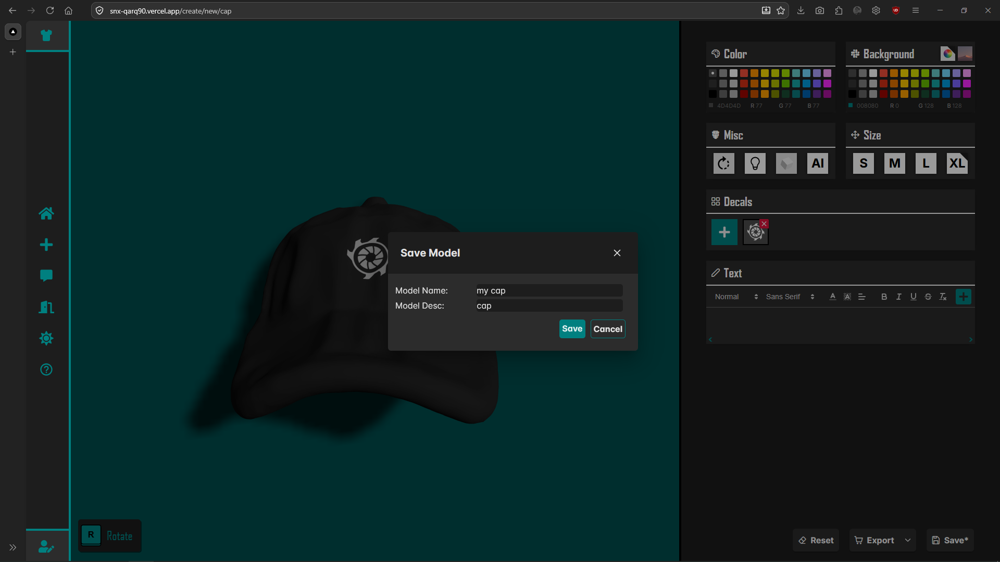 snx-qarq90.vercel.app/create/new/cap
Color
4D4D4D R 77 G 77 B 77
Background
008080 R 0 G 128 B 128
Misc
AI
Size
S M L XL
Decals
Text
Normal Sans Serif A A B I U S Tx
Save Model
Model Name: my cap
Model Desc: cap
Save Cancel
R Rotate
Reset Export Save*